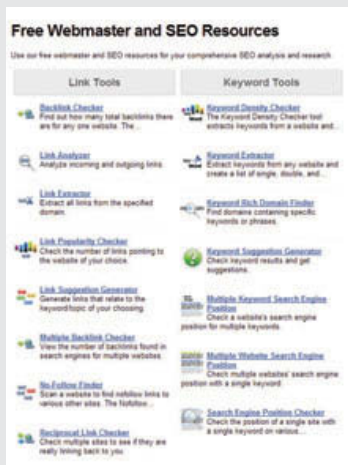 Free Webmaster and SEO Resources
Use our free webmaster and SEO resources for your comprehensive SEO analysis and research
Link Tools
Backlink Checker
Find out how many total backlinks there
are for any one website. The...
Link Analyzer
Analyze incoming and outgoing links.
Link Extractor
Extract all links from the specified
domain.
Link Popularity Checker
Check the number of links pointing to
the website of your choice.
Link Suggestion Generator
Generate links that relate to the
keyword/topic of your choosing
Multiple Backlink Checker
View the number of backlinks found in
search engines for multiple websites.
No-Follow Finder
Scan a website to find nofollow links to
various other sites. The Nofollow...
Reciprocal Link Checker
Check multiple sites to see if they are
really linking back to you
Keyword Tools
Keyword Density Checker
The Keyword Density Checker tool
extracts keywords from a website and...
Keyword Extractor
Extract keywords from any website and
create a list of single, double, and...
Keyword Rich Domain Finder
Find domains containing specific
keywords or phrases.
Keyword Suggestion Generator
Check keyword results and get
suggestions.
Multiple Keyword Search Engine
Position
Check a website's search engine
position for multiple keywords.
Multiple Website Search Engine
Position
Check multiple websites' search engine
position with a single keyword.
Search Engine Position Checker
Check the position of a single site with
a single keyword on various...